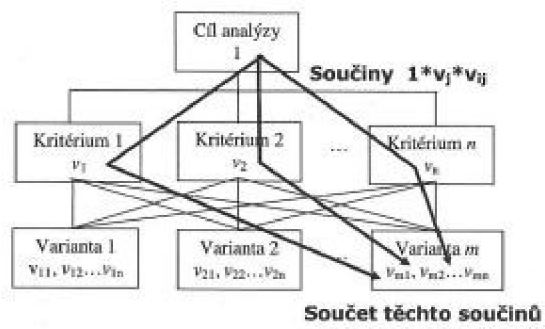 Cíl analýzy
1
Součiny 1*vj*vij
Kritérium 1
v1
Kritérium 2
v2
...
Kritérium n
vn
Varianta 1
v11, v12...v1n
Varianta 2
v21, v22...v2n
...
Varianta m
vm1, vm2...vmn
Součet těchto součinů